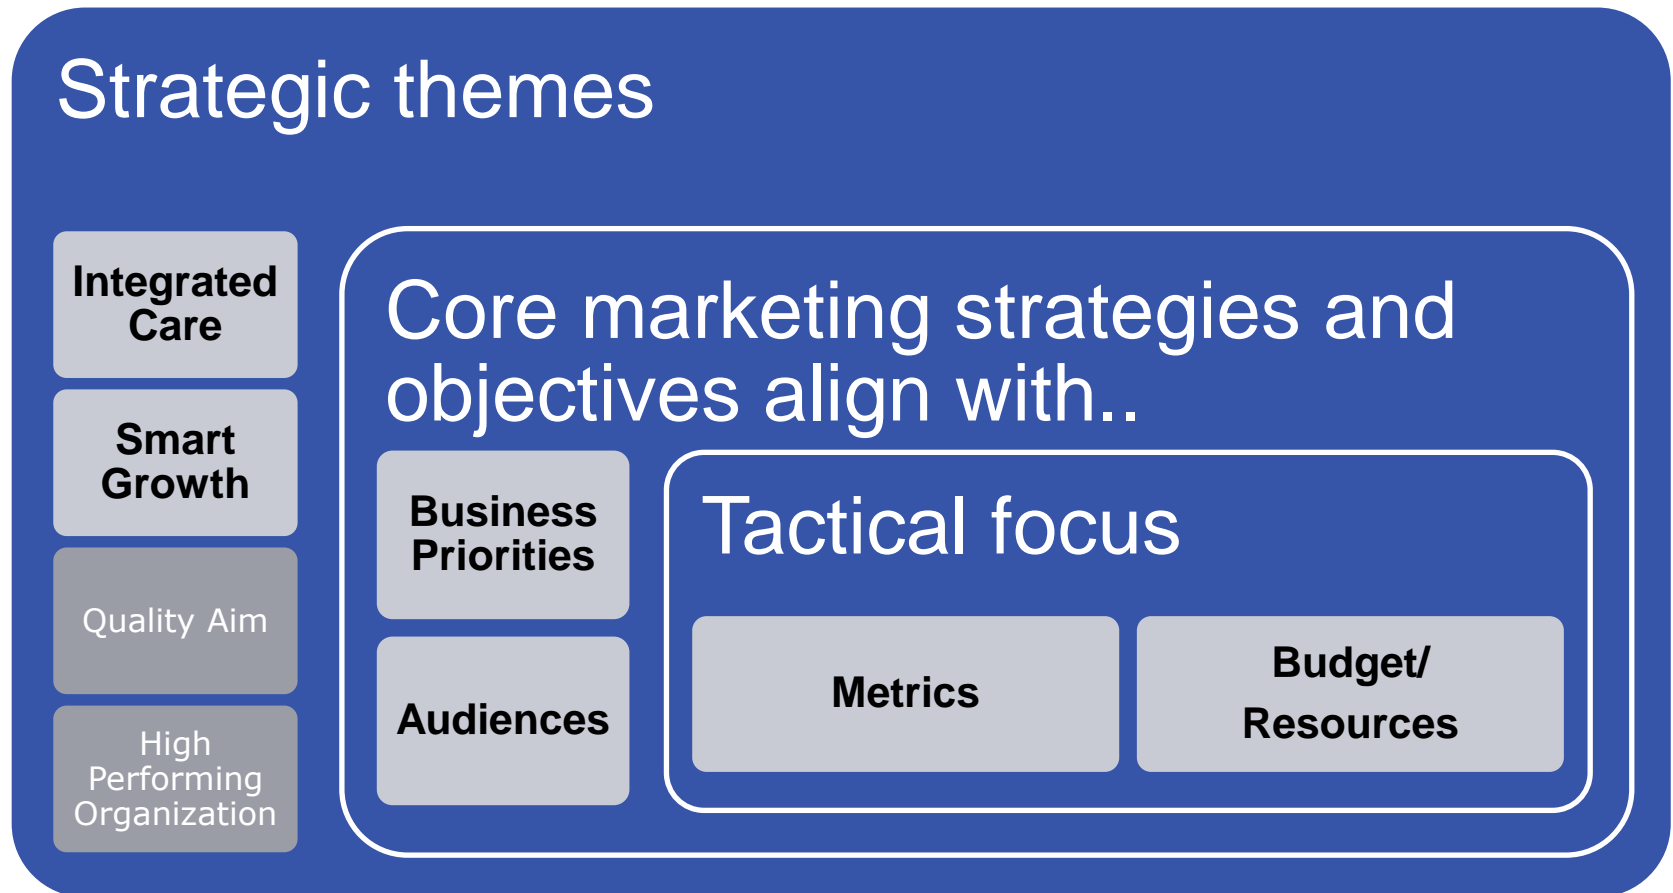 Strategic themes
Integrated
Care
Smart
Growth
Quality Aim
High
Performing
Organization
Core marketing strategies and
objectives align with..
Business
Priorities
Audiences
Tactical focus
Metrics
Budget/
Resources